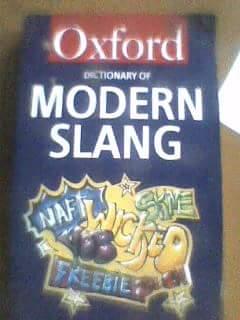 Oxford
DICTIONARY OF
MODERN
SLANG
NAFF
SKIVE
WICKED
FREEBIE